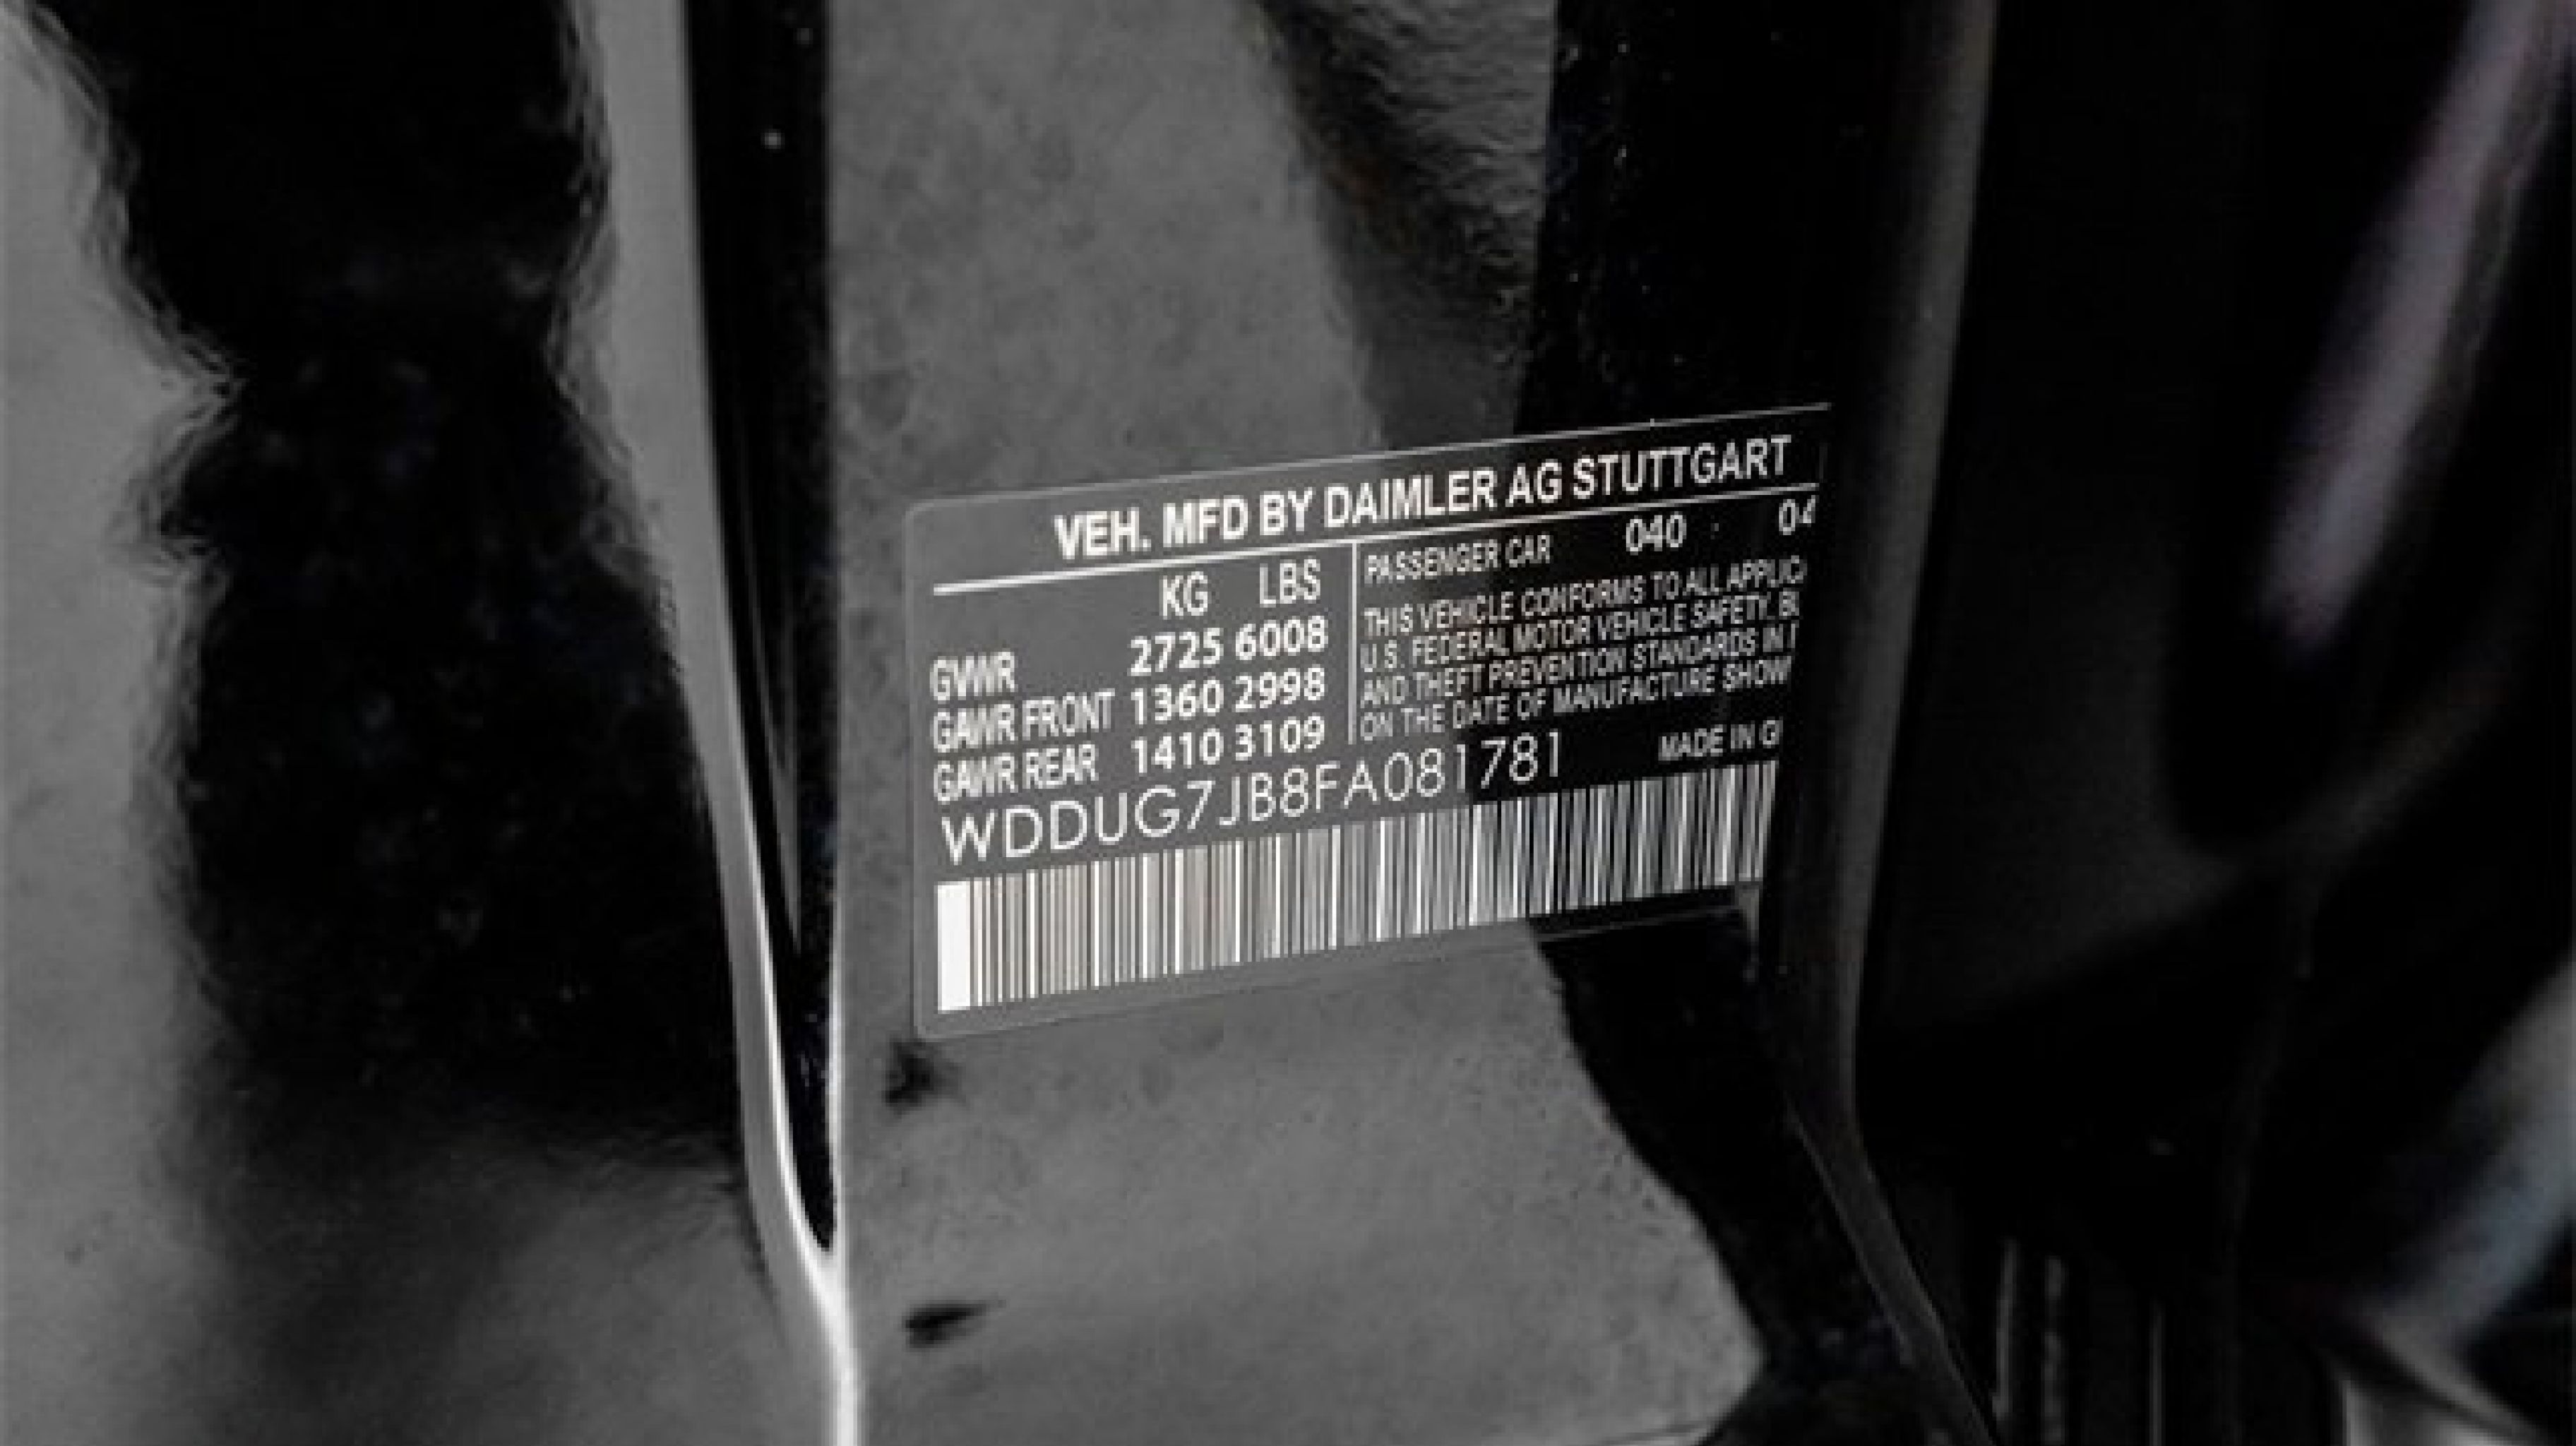 VEH. MFD BY DAIMLER AG STUTTGART
KG LBS
GVWR 2725 6008
GAWR FRONT 1360 2998
GAWR REAR 1410 3109
PASSENGER CAR 040 04
THIS VEHICLE CONFORMS TO ALL APPLIC
U.S. FEDERAL MOTOR VEHICLE SAFETY,
AND THEFT PREVENTION STANDARDS IN
ON THE DATE OF MANUFACTURE SHOW
WDDUG7JB8FA081781
MADE IN